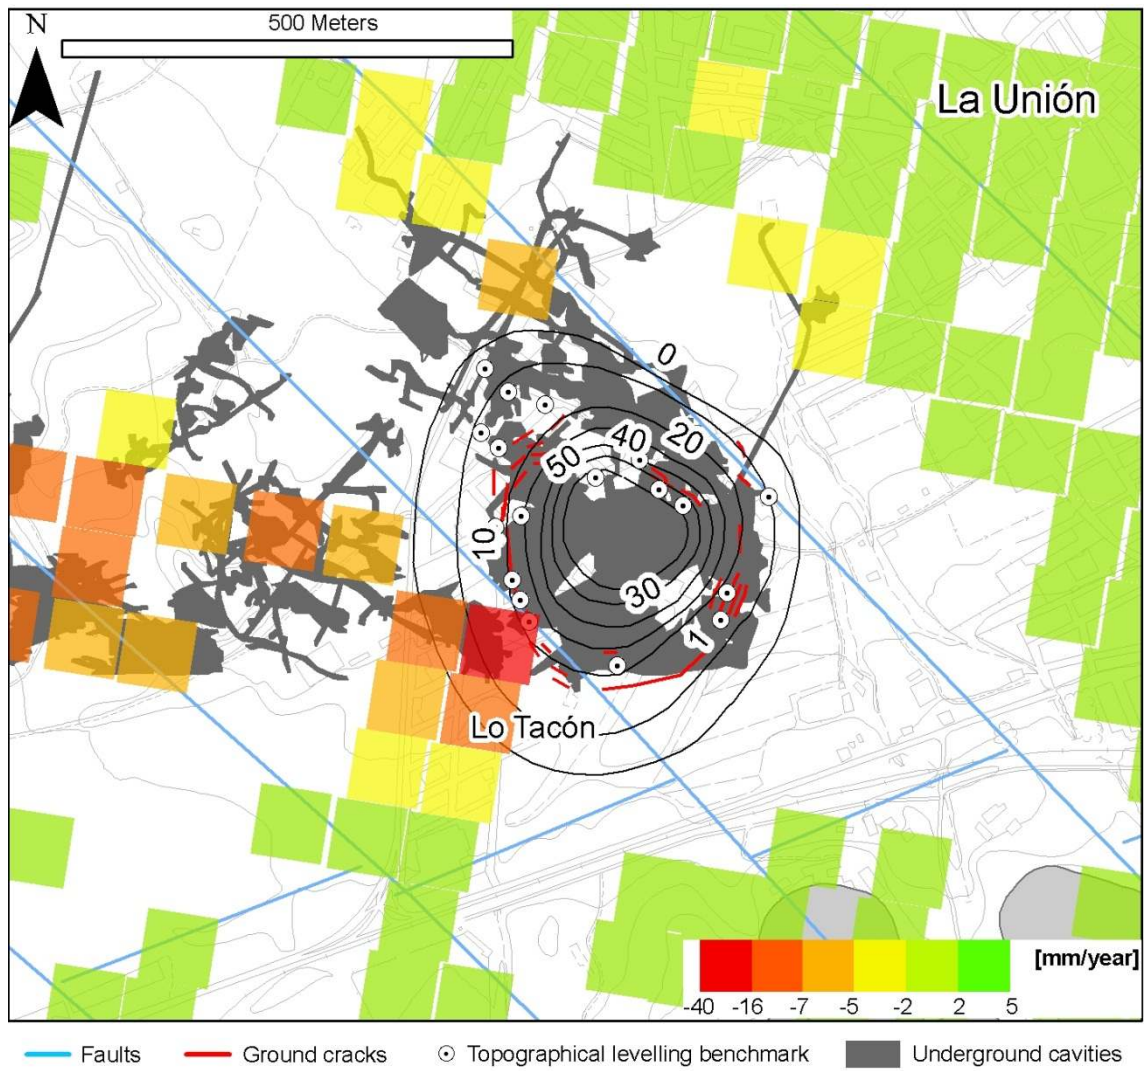 N
500 Meters
La Unión
0
20
40
50
10
30
1
Lo Tacón
[mm/year]
-40 -16 -7 -5 -2 2 5
Faults Ground cracks Topographical levelling benchmark Underground cavities